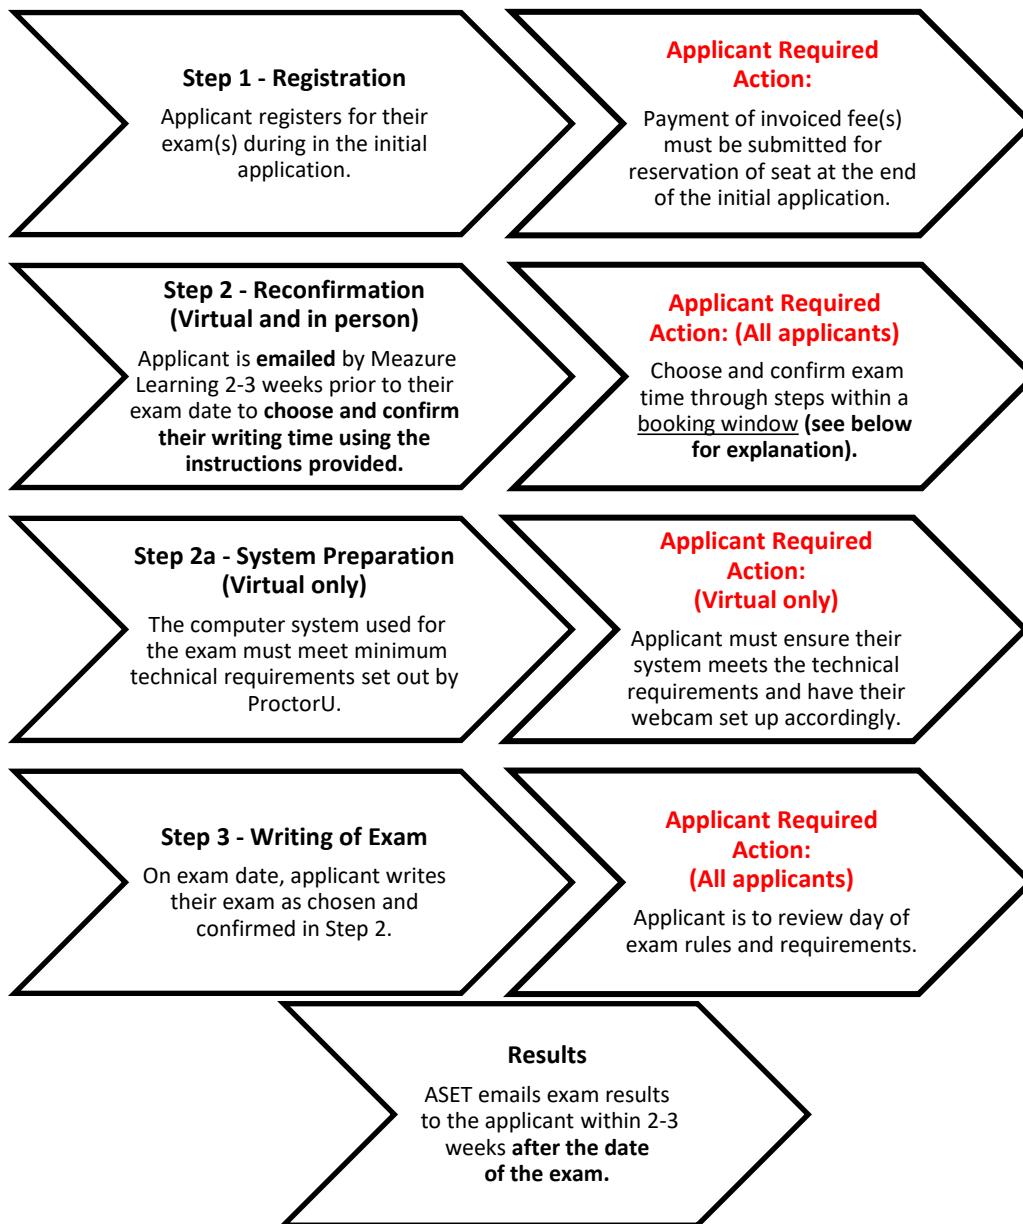 Step 1 - Registration
Applicant registers for their
exam(s) during in the initial
application.
Applicant Required
Action:
Payment of invoiced fee(s)
must be submitted for
reservation of seat at the end
of the initial application.
Step 2 - Reconfirmation
(Virtual and in person)
Applicant is emailed by Meazure
Learning 2-3 weeks prior to their
exam date to choose and confirm
their writing time using the
instructions provided.
Applicant Required
Action: (All applicants)
Choose and confirm exam
time through steps within a
booking window (see below
for explanation).
Step 2a - System Preparation
(Virtual only)
The computer system used for
the exam must meet minimum
technical requirements set out by
ProctorU.
Applicant Required
Action:
(Virtual only)
Applicant must ensure their
system meets the technical
requirements and have their
webcam set up accordingly.
Step 3 - Writing of Exam
On exam date, applicant writes
their exam as chosen and
confirmed in Step 2.
Applicant Required
Action:
(All applicants)
Applicant is to review day of
exam rules and requirements.
Results
ASET emails exam results
to the applicant within 2-3
weeks after the date
of the exam.